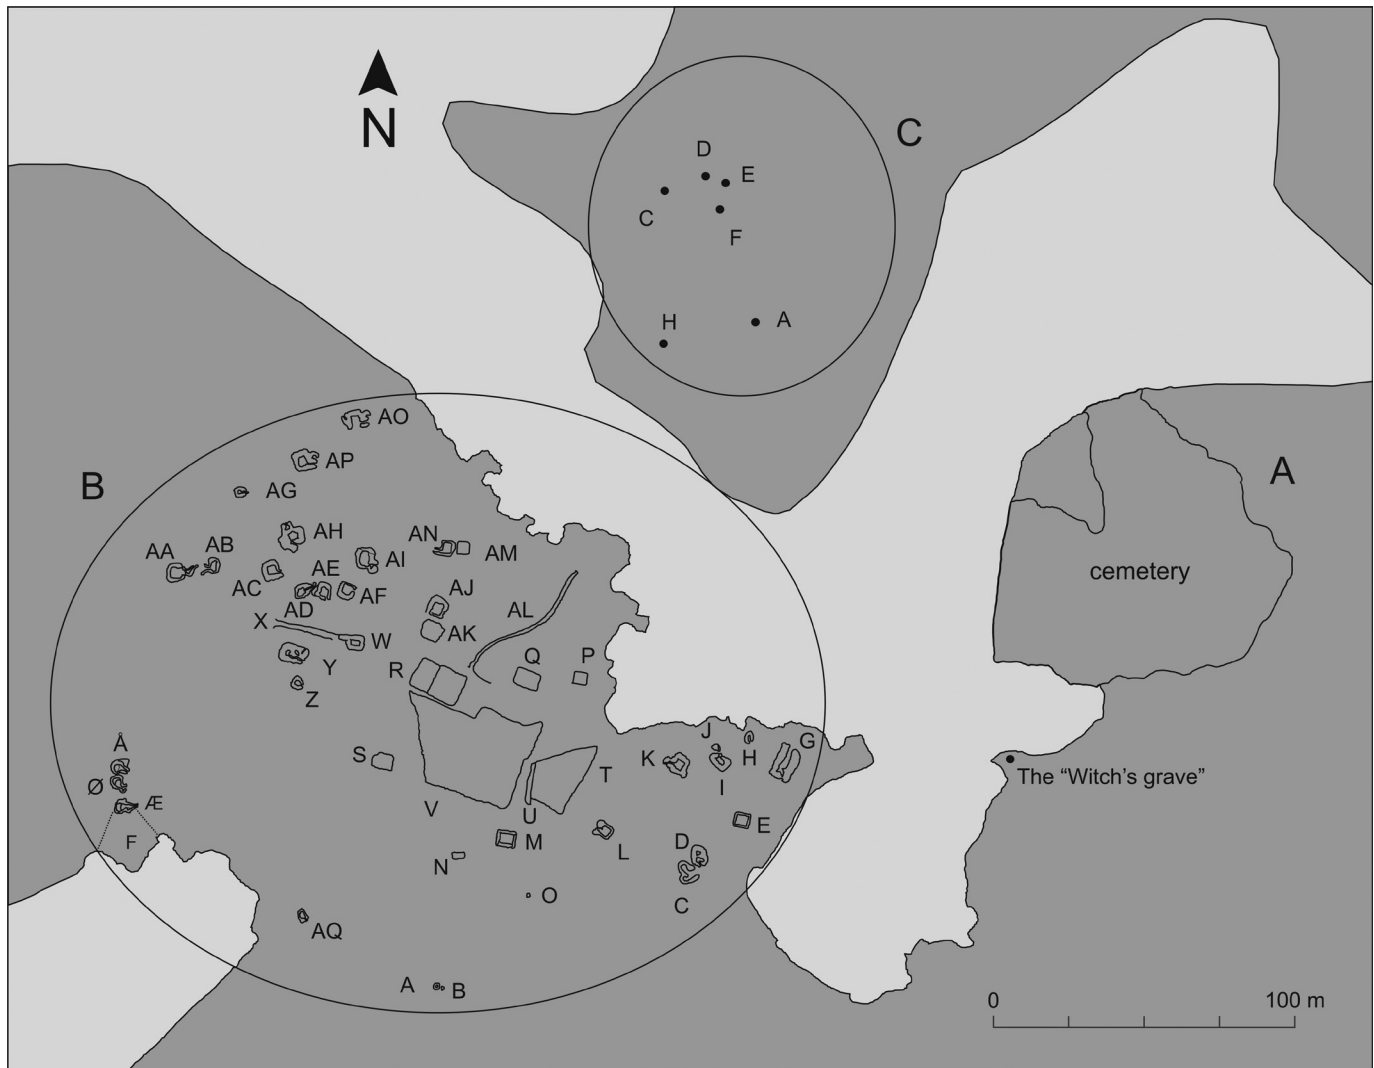 N
C
D
E
C
F
H
A
AO
AP
B
AG
A
AH
AN
AM
AA
AB
AI
AE
AC
AF
AJ
cemetery
AD
AL
X
W
AK
Y
R
Q
P
Z
Å
J
G
S
K
H
I
T
The "Witch's grave"
Ø
Æ
V
U
E
F
M
D
L
N
O
C
AQ
A
B
0 100 m